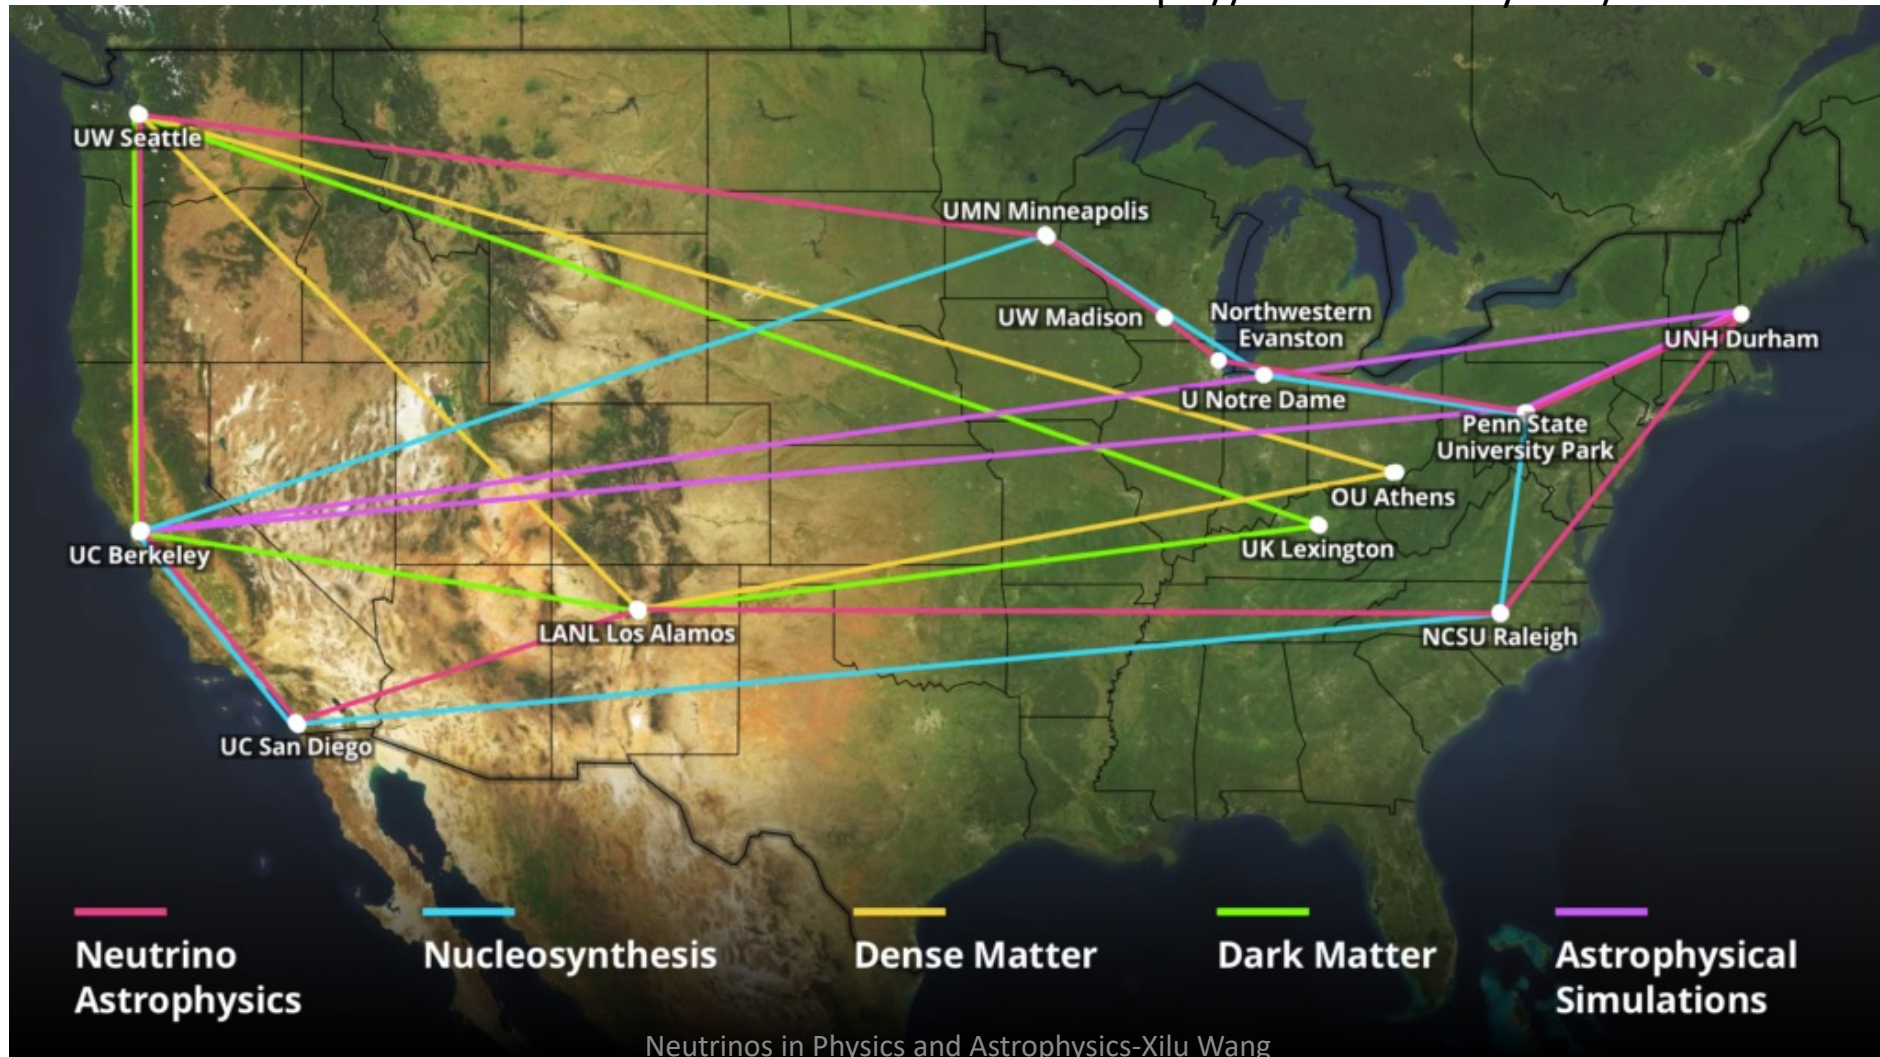 UW Seattle
UMN Minneapolis
UW Madison
Northwestern
Evanston
UNH Durham
U Notre Dame
Penn State
University Park
OU Athens
UK Lexington
UC Berkeley
LANL Los Alamos
NCSU Raleigh
UC San Diego
Neutrino
Astrophysics
Nucleosynthesis
Dense Matter
Dark Matter
Astrophysical
Simulations
Neutrinos in Physics and Astrophysics-Xilu Wang